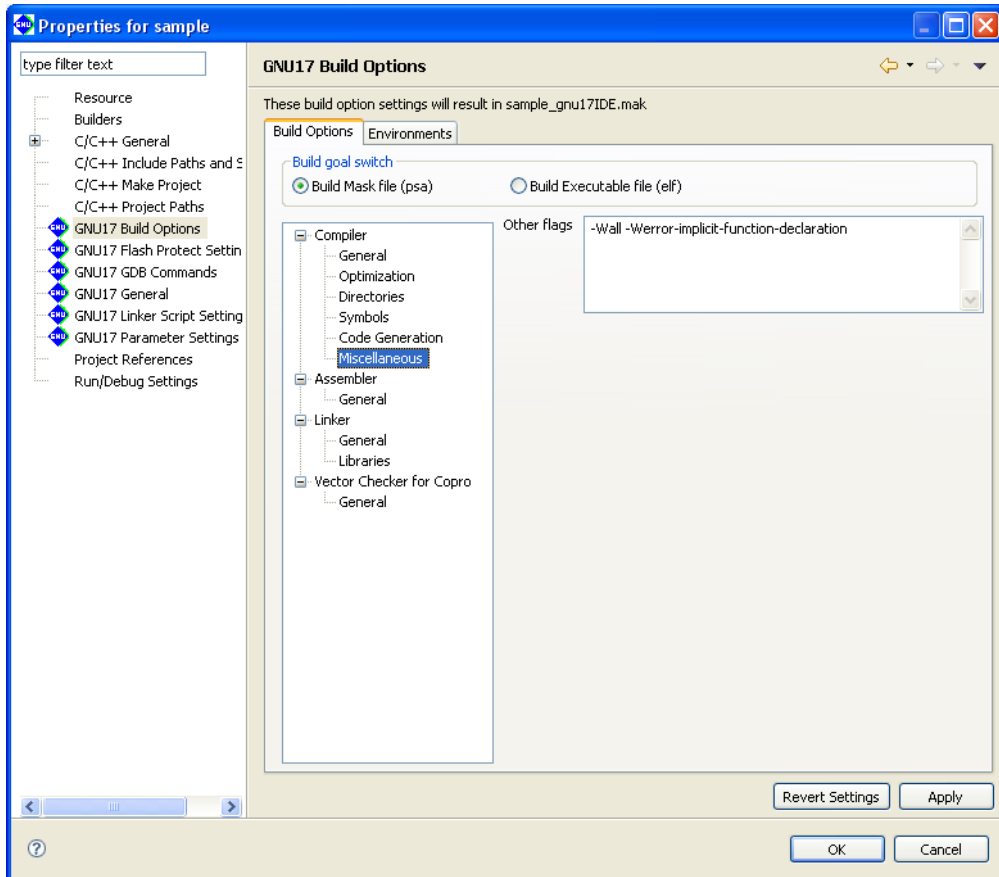 Properties for sample
type filter text
Resource
Builders
C/C++ General
C/C++ Include Paths and S
C/C++ Make Project
C/C++ Project Paths
GNU17 Build Options
GNU17 Flash Protect Settin
GNU17 GDB Commands
GNU17 General
GNU17 Linker Script Setting
GNU17 Parameter Settings
Project References
Run/Debug Settings
GNU17 Build Options
These build option settings will result in sample_gnu17IDE.mak
Build Options Environments
Build goal switch
Build Mask file (psa) Build Executable file (elf)
Compiler
General
Optimization
Directories
Symbols
Code Generation
Miscellaneous
Assembler
General
Linker
General
Libraries
Vector Checker for Copro
General
Other flags -Wall -Werror-implicit-function-declaration
Revert Settings Apply
? OK Cancel